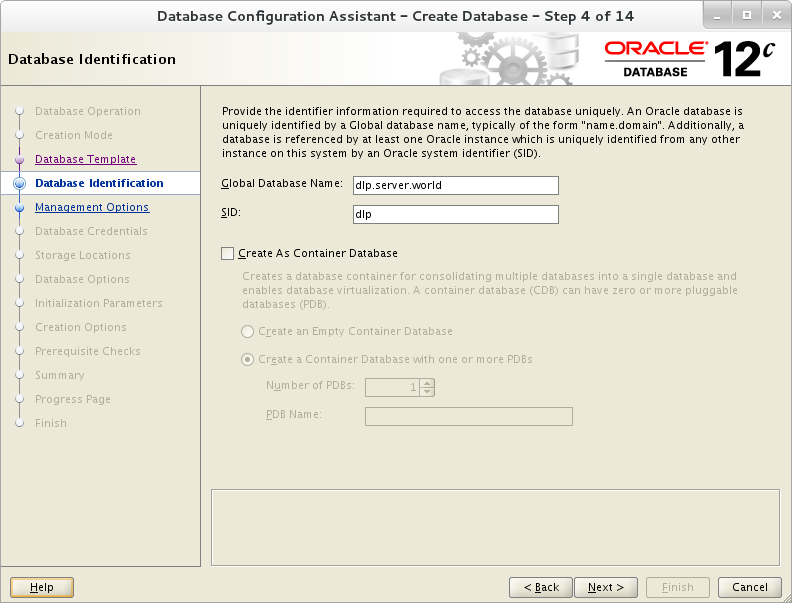 Database Configuration Assistant – Create Database – Step 4 of 14
Database Identification
ORACLE®
DATABASE
12c
Database Operation
Creation Mode
Database Template
Database Identification
Management Options
Database Credentials
Storage Locations
Database Options
Initialization Parameters
Creation Options
Prerequisite Checks
Summary
Progress Page
Finish
Provide the identifier information required to access the database uniquely. An Oracle database is
uniquely identified by a Global database name, typically of the form "name.domain". Additionally, a
database is referenced by at least one Oracle instance which is uniquely identified from any other
instance on this system by an Oracle system identifier (SID).
Global Database Name: dlp.server.world
SID: dlp
Create As Container Database
Creates a database container for consolidating multiple databases into a single database and
enables database virtualization. A container database (CDB) can have zero or more pluggable
databases (PDB).
Create an Empty Container Database
Create a Container Database with one or more PDBs
Number of PDBs: 1
PDB Name:
Help < Back Next > Finish Cancel